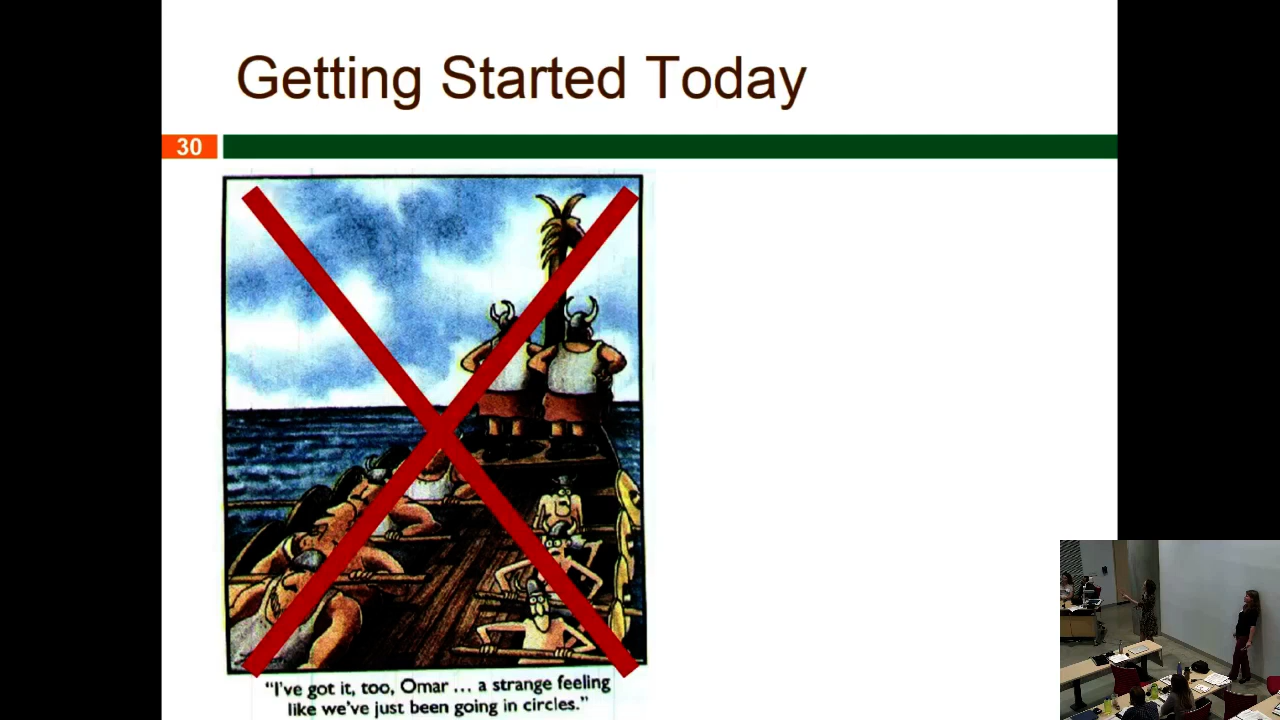 Getting Started Today
30
"I've got it, too, Omar ... a strange feeling
like we've just been going in circles."